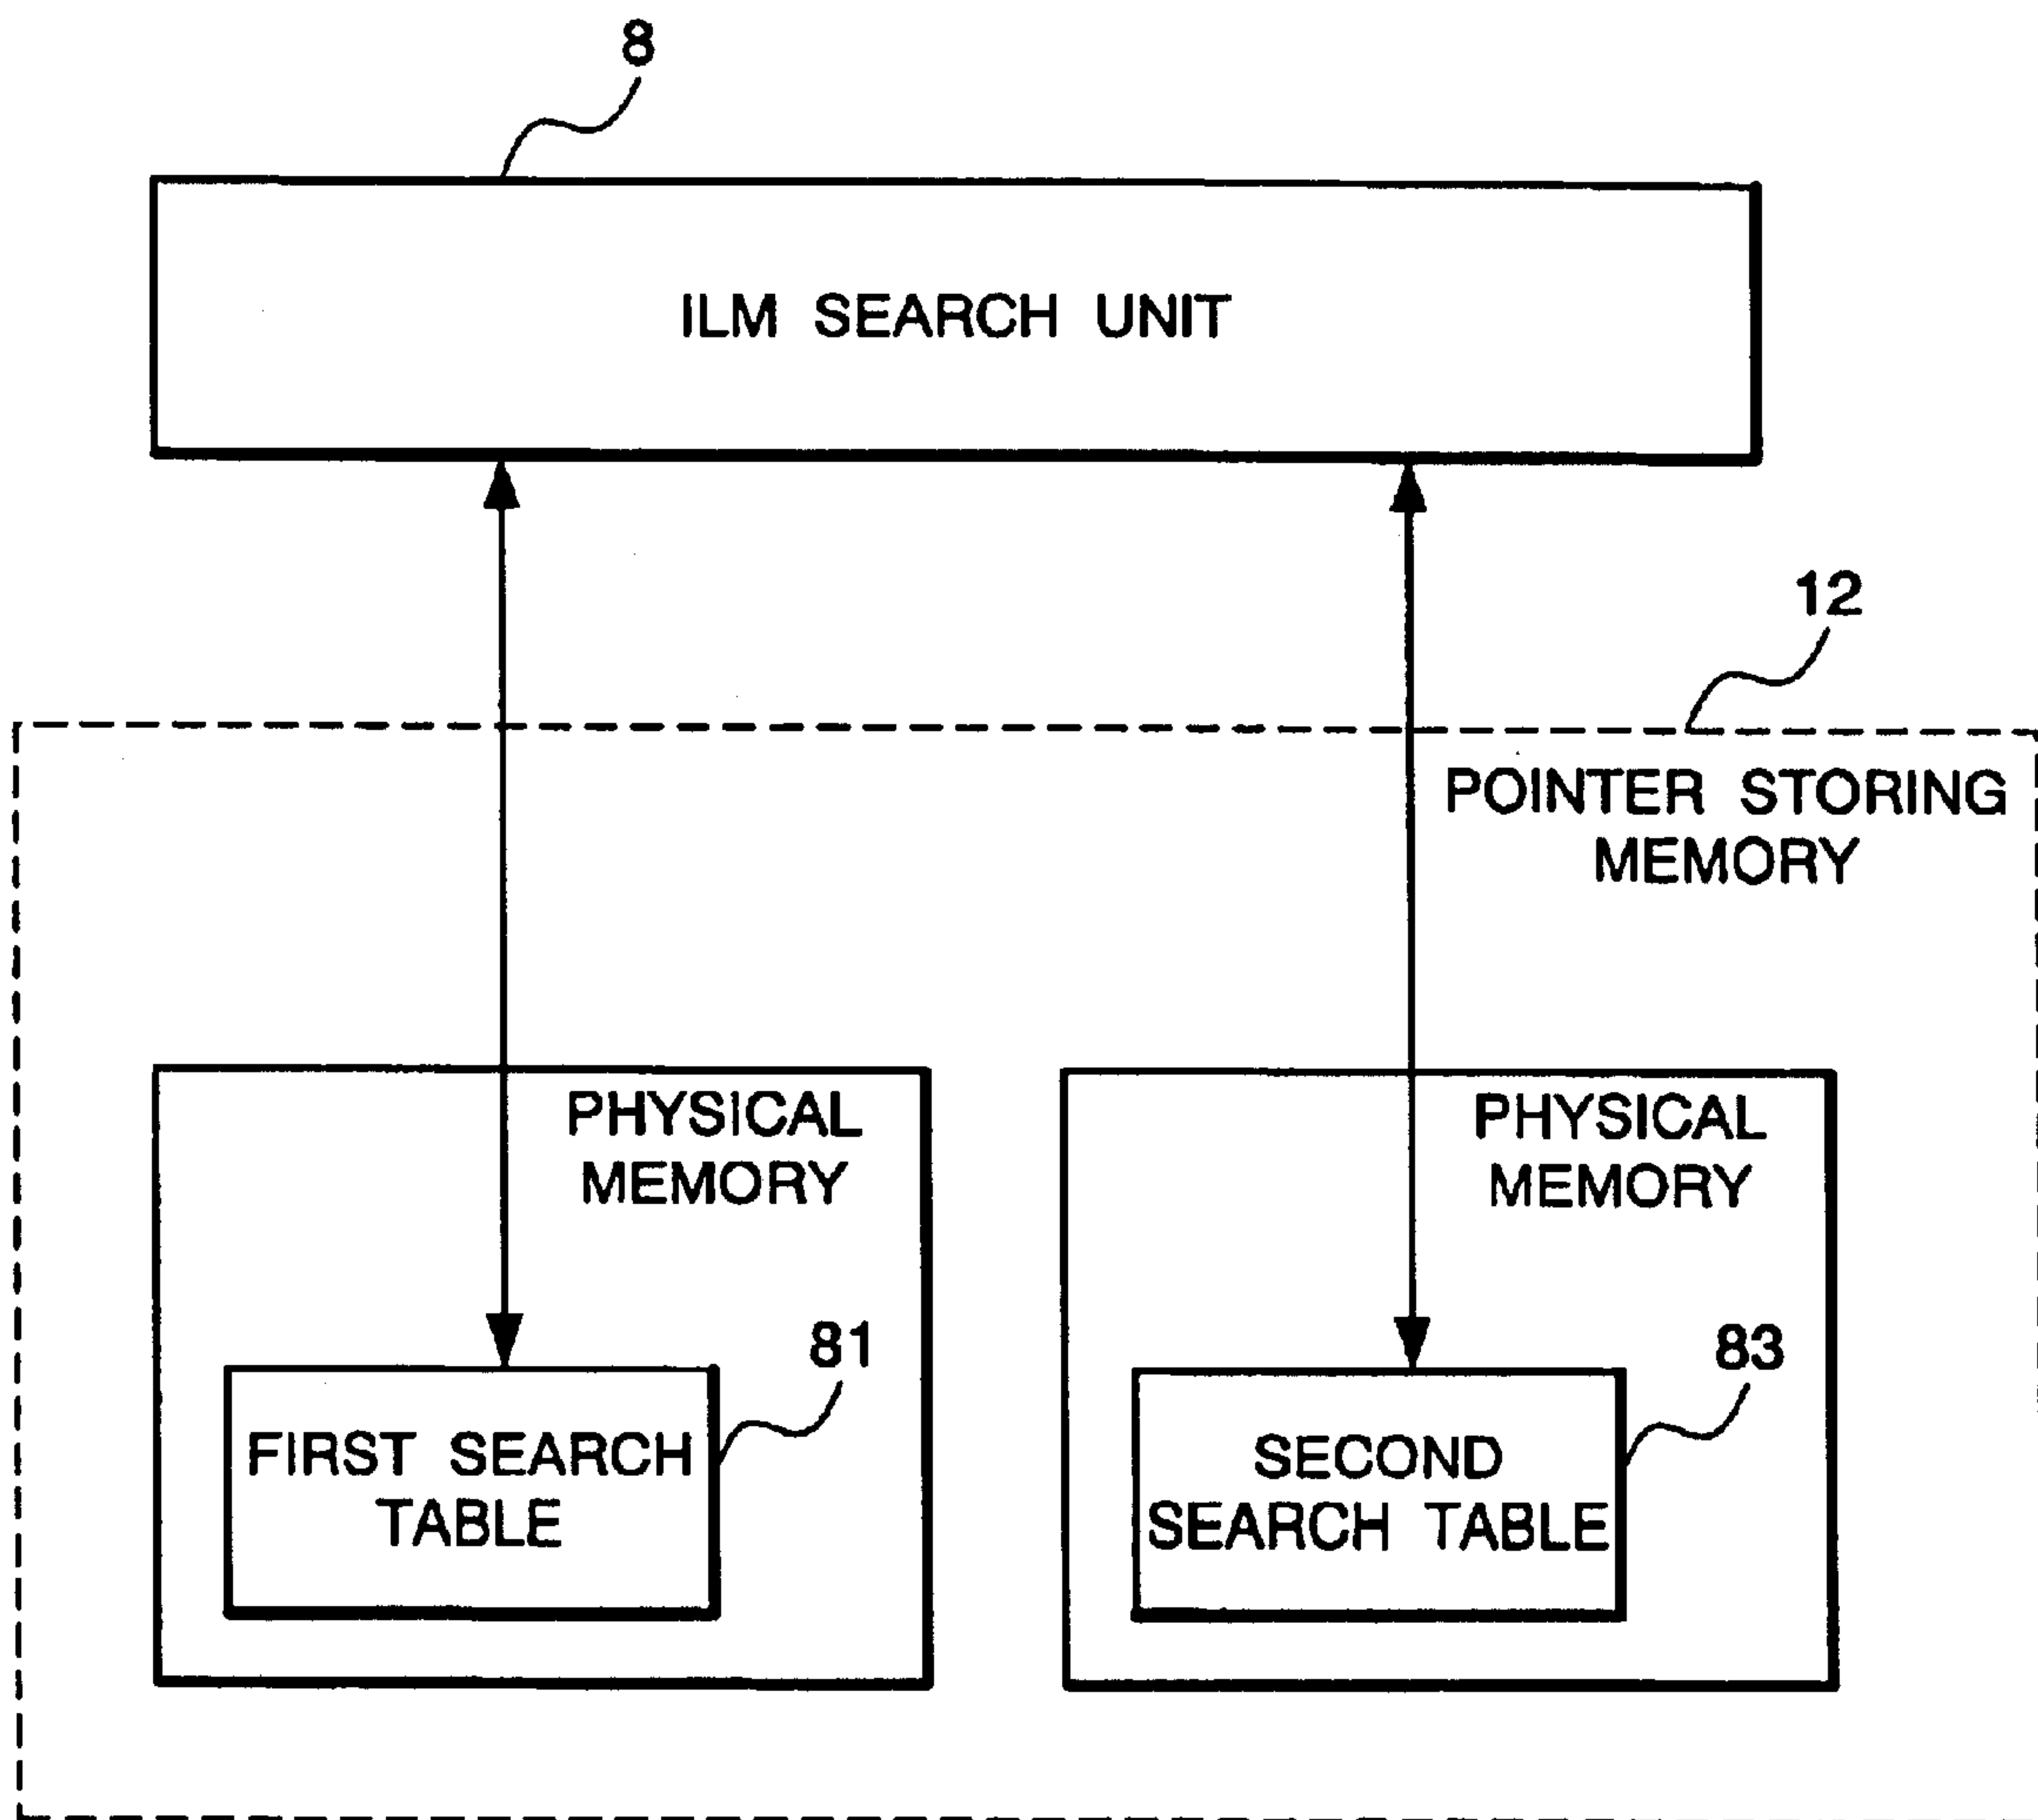 8
ILM SEARCH UNIT
12
POINTER STORING
MEMORY
PHYSICAL
MEMORY
PHYSICAL
MEMORY
81
FIRST SEARCH
TABLE
83
SECOND
SEARCH TABLE